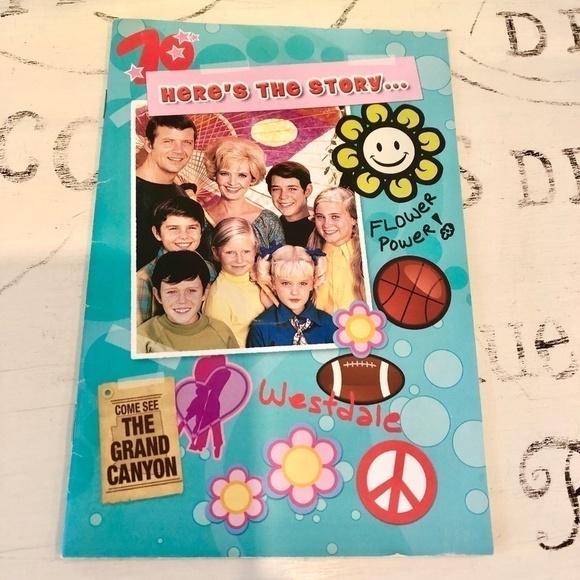 70
HERE'S THE STORY...
FLOWER
POWER!
Westdale
COME SEE
THE
GRAND
CANYON